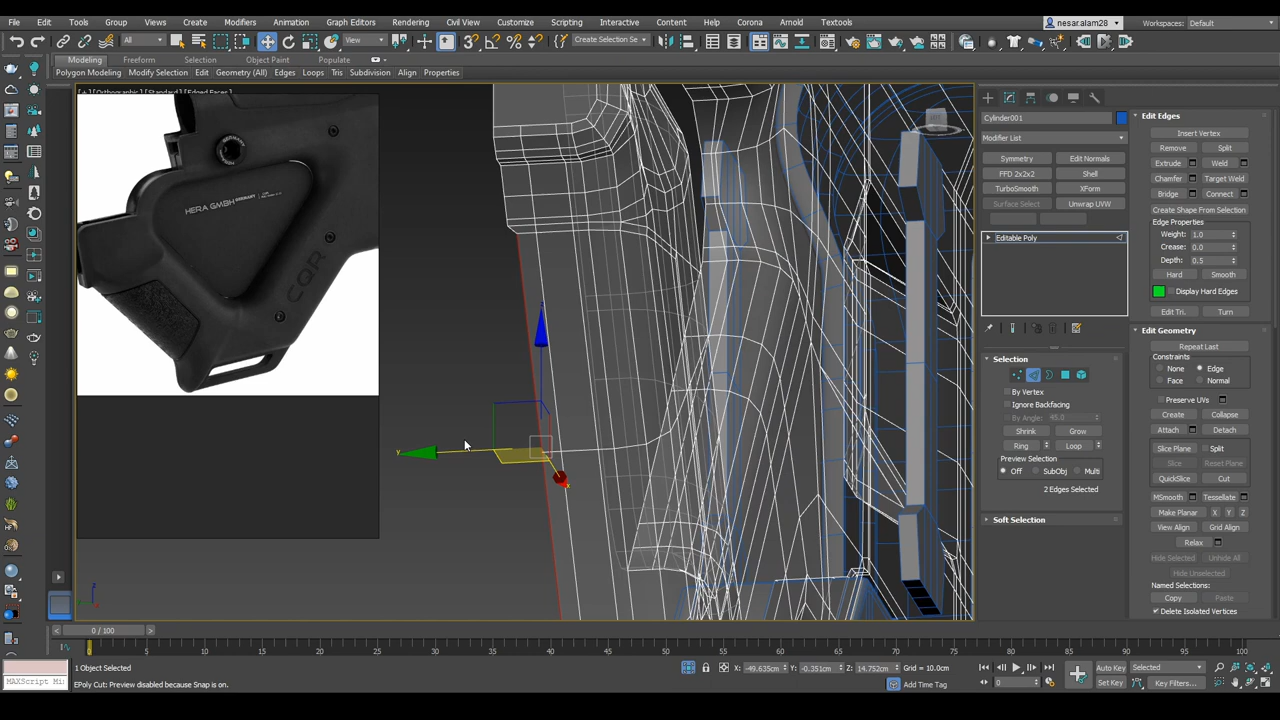 File Edit Tools Group Views Create Modifiers Animation Graph Editors Rendering Civil View Customize Scripting Interactive Content Help Corona Arnold Textools
nesar.alam28
Workspaces: Default
All
View
Create Selection Se
Modeling Freeform Selection Object Paint Populate
Polygon Modeling Modify Selection Edit Geometry (All) Edges Loops Tris Subdivision Align Properties
[+] [Orthographic] [Standard] [Edged Faces]
HERA GMBH
CQR
Cylinder001
Modifier List
Symmetry Edit Normals
FFD 2x2x2 Shell
TurboSmooth XForm
Surface Select Unwrap UVW
Editable Poly
Selection
By Vertex
Ignore Backfacing
By Angle: 45.0
Shrink Grow
Ring Loop
Preview Selection
Off SubObj Multi
2 Edges Selected
Soft Selection
Edit Edges
Insert Vertex
Remove Split
Extrude Weld
Chamfer Target Weld
Bridge Connect
Create Shape From Selection
Edge Properties
Weight: 1.0
Crease: 0.0
Depth: 0.5
Hard Smooth
Display Hard Edges
Edit Tri. Turn
Edit Geometry
Repeat Last
Constraints
None Edge
Face Normal
Preserve UVs
Create Collapse
Attach Detach
Slice Plane Split
Slice Reset Plane
QuickSlice Cut
MSmooth Tessellate
Make Planar X Y Z
View Align Grid Align
Relax
Hide Selected Unhide All
Hide Unselected
Named Selections:
Copy Paste
Delete Isolated Vertices
0 / 100
0 5 10 15 20 25 30 35 40 45 50 55 60 65 70 75 80 85 90 95 100
1 Object Selected
X: -49.635cm Y: -0.351cm Z: 14.752cm Grid = 10.0cm
Auto Key Selected
MAXScript Mi
EPoly Cut: Preview disabled because Snap is on.
Add Time Tag
0
Set Key Key Filters...